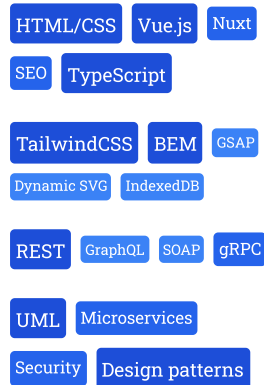 HTML/CSS Vue.js Nuxt
SEO TypeScript
TailwindCSS BEM GSAP
Dynamic SVG IndexedDB
REST GraphQL SOAP gRPC
UML Microservices
Security Design patterns